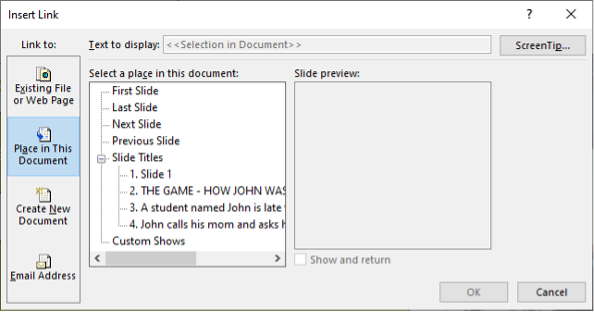 Insert Link
? ×
Link to:
Text to display: <<Selection in Document>>
ScreenTip...
Existing File
or Web Page
Place in This
Document
Create New
Document
Email Address
Select a place in this document:
First Slide
Last Slide
Next Slide
Previous Slide
Slide Titles
1. Slide 1
2. THE GAME - HOW JOHN WAS
3. A student named John is late
4. John calls his mom and asks h
Custom Shows
Slide preview:
Show and return
OK
Cancel